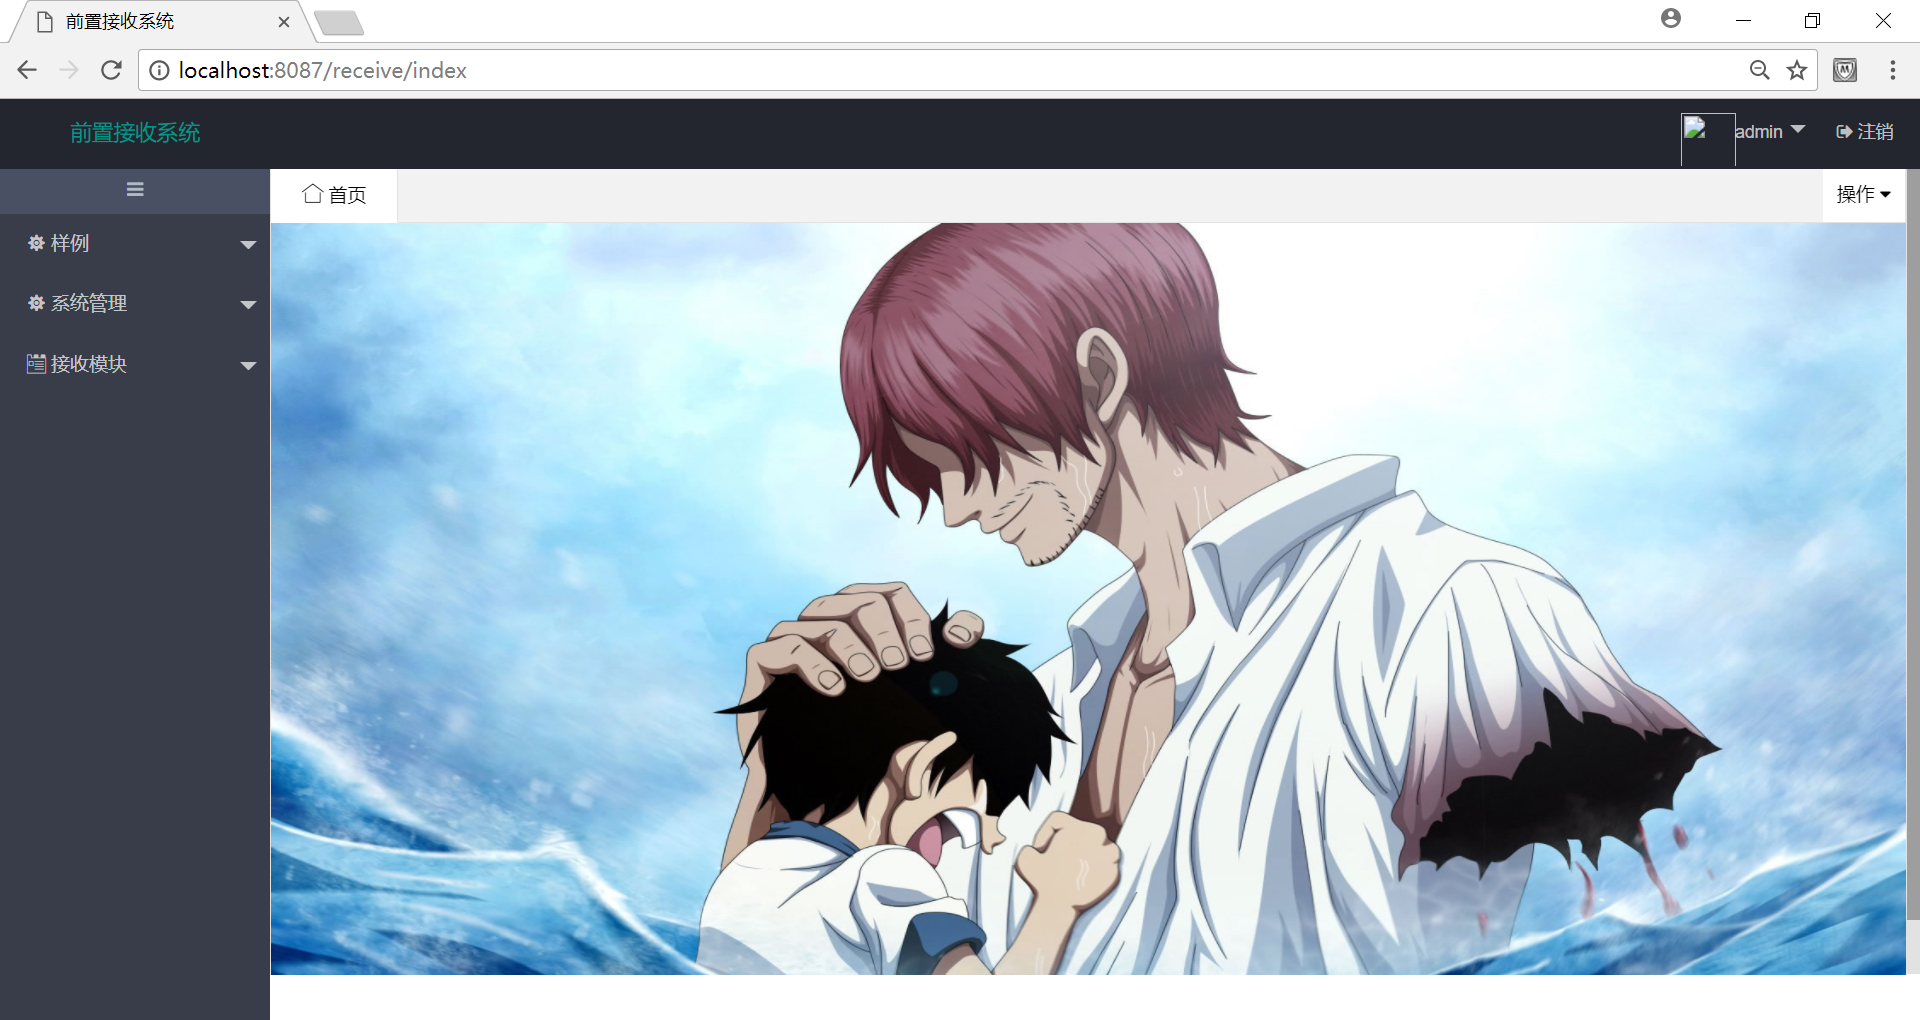 前置接收系统
localhost:8087/receive/index
前置接收系统
admin
注销
首页
操作
样例
系统管理
接收模块